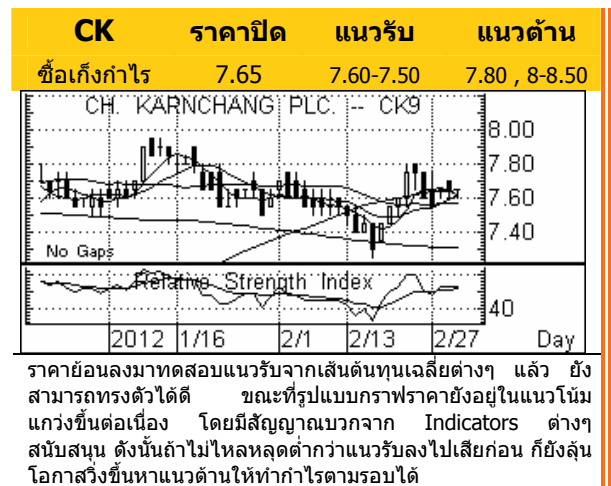 CK ราคาปิด แนวรับ แนวต้าน
ซื้อเก็งกำไร 7.65 7.60-7.50 7.80 , 8-8.50
CH. KARNCHANG PLC. -- CK9
8.00
7.80
7.60
7.40
No Gaps
Relative Strength Index
40
2012 1/16 2/1 2/13 2/27 Day
ราคาย้อนลงมาทดสอบแนวรับจากเส้นต้นทุนเฉลี่ยต่างๆ แล้ว ยัง
สามารถทรงตัวได้ดี ขณะที่รูปแบบกราฟราคายังอยู่ในแนวโน้ม
แกว่งขึ้นต่อเนื่อง โดยมีสัญญาณบวกจาก Indicators ต่างๆ
สนับสนุน ดังนั้นถ้าไม่ไหลหลุดต่ำกว่าแนวรับลงไปเสียก่อน ก็ยังลุ้น
โอกาสวิ่งขึ้นหาแนวต้านให้ทำกำไรตามรอบได้